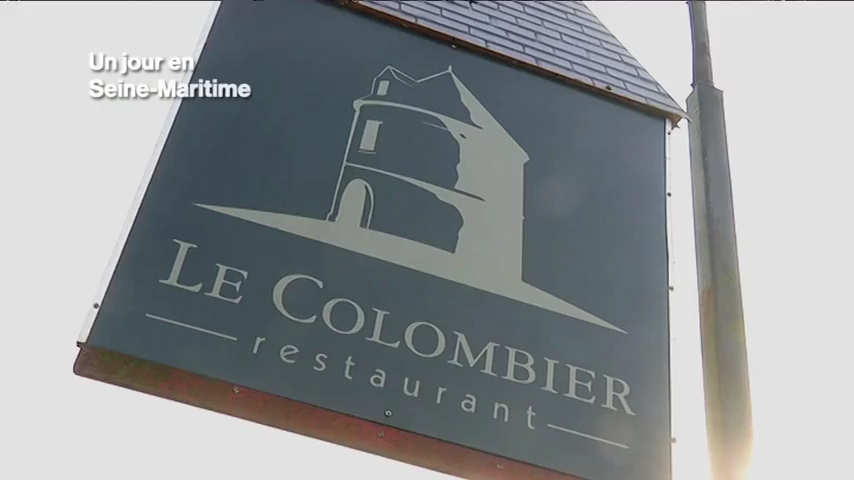 Un jour en
Seine-Maritime
LE COLOMBIER
restaurant